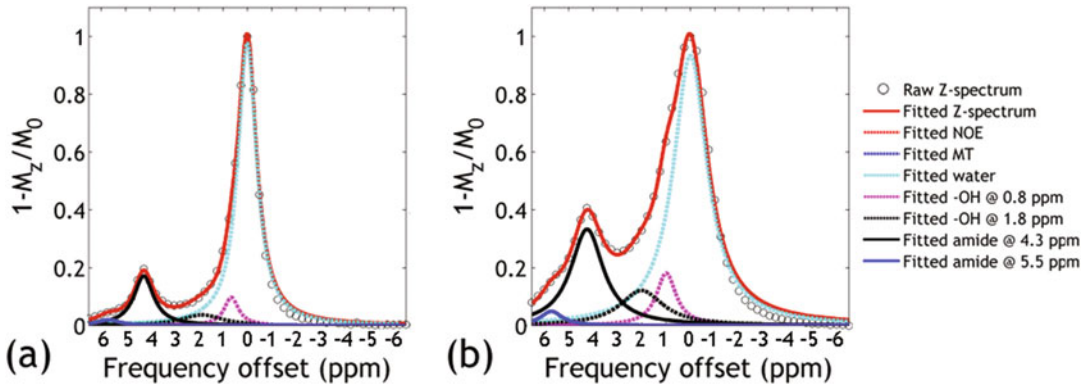 1
0.8
0.6
0.4
0.2
0
1-Mz/M0
6 5 4 3 2 1 0 -1 -2 -3 -4 -5 -6
Frequency offset (ppm)
(a)
1
0.8
0.6
0.4
0.2
0
1-Mz/M0
6 5 4 3 2 1 0 -1 -2 -3 -4 -5 -6
Frequency offset (ppm)
(b)
Raw Z-spectrum
Fitted Z-spectrum
Fitted NOE
Fitted MT
Fitted water
Fitted -OH @ 0.8 ppm
Fitted -OH @ 1.8 ppm
Fitted amide @ 4.3 ppm
Fitted amide @ 5.5 ppm